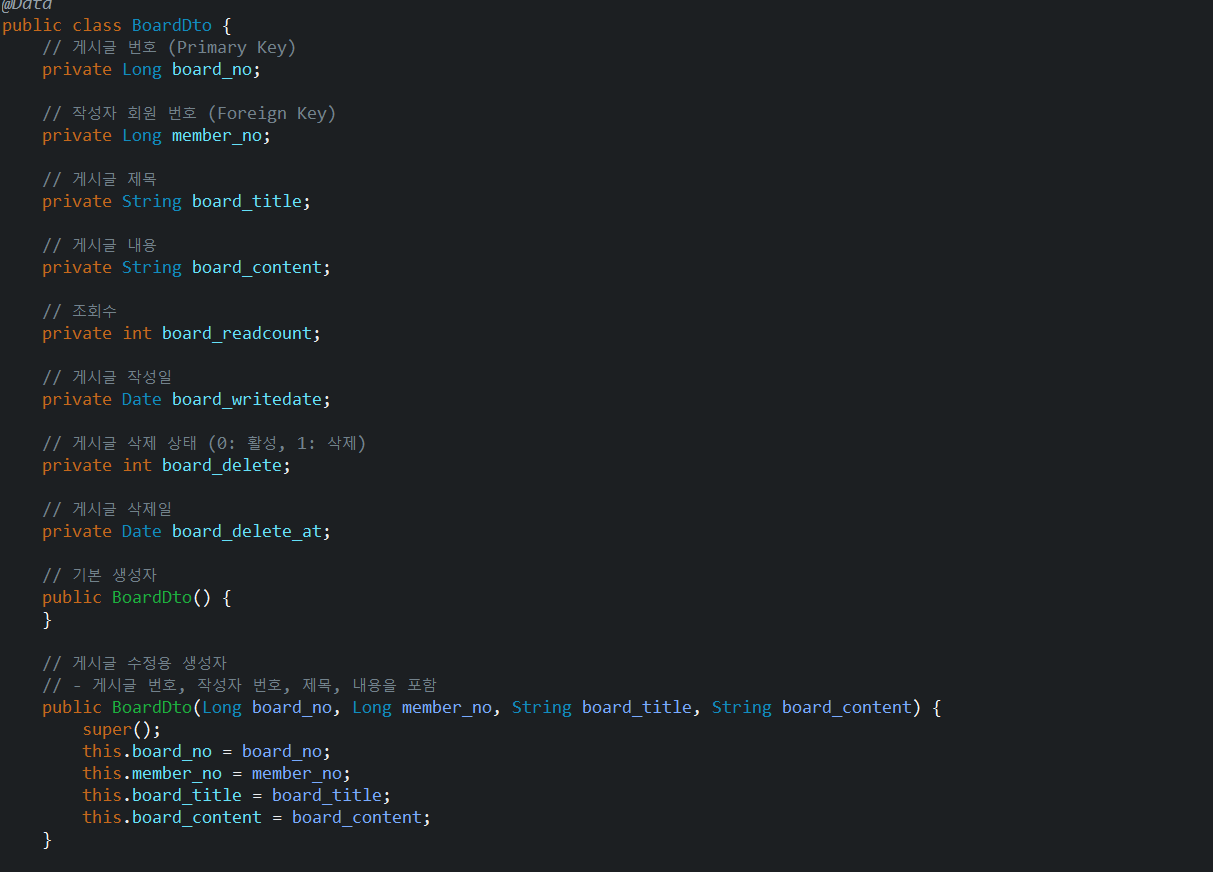 @Data
public class BoardDto {
// 게시글 번호 (Primary Key)
private Long board_no;
// 작성자 회원 번호 (Foreign Key)
private Long member_no;
// 게시글 제목
private String board_title;
// 게시글 내용
private String board_content;
// 조회수
private int board_readcount;
// 게시글 작성일
private Date board_writedate;
// 게시글 삭제 상태 (0: 활성, 1: 삭제)
private int board_delete;
// 게시글 삭제일
private Date board_delete_at;
// 기본 생성자
public BoardDto() {
}
// 게시글 수정용 생성자
// - 게시글 번호, 작성자 번호, 제목, 내용을 포함
public BoardDto(Long board_no, Long member_no, String board_title, String board_content) {
super();
this.board_no = board_no;
this.member_no = member_no;
this.board_title = board_title;
this.board_content = board_content;
}